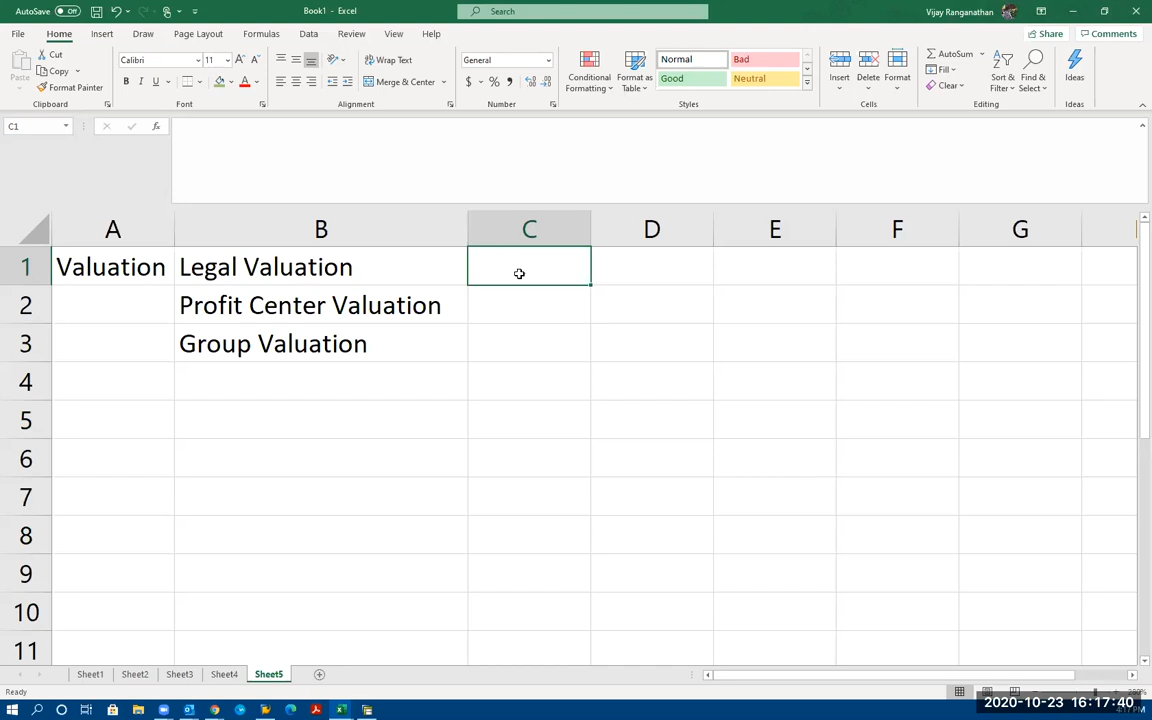 AutoSave Off Book1 - Excel Search Vijay Ranganathan
File Home Insert Draw Page Layout Formulas Data Review View Help Share Comments
Paste Cut Copy Format Painter
Clipboard
Calibri 11
B I U
Font
Wrap Text
Merge & Center
Alignment
General
$ % ,
Number
Conditional Formatting Format as Table
Normal Bad
Good Neutral
Styles
Insert Delete Format
Cells
AutoSum
Fill
Clear
Sort & Filter Find & Select
Editing
Ideas
Ideas
C1 fx
A B C D E F G
1 Valuation Legal Valuation
2 Profit Center Valuation
3 Group Valuation
4
5
6
7
8
9
10
11
Sheet1 Sheet2 Sheet3 Sheet4 Sheet5
Ready
2020-10-23 16:17:40